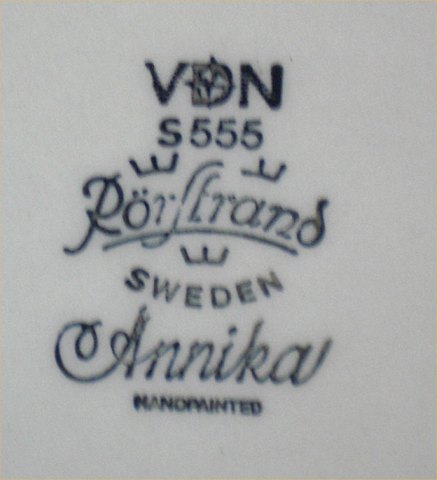 VDN
S555
Rörstrand
SWEDEN
Annika
HANDPAINTED